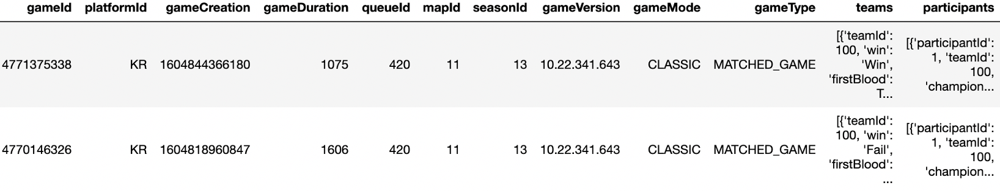 gameId platformId gameCreation gameDuration queueId mapId seasonId gameVersion gameMode gameType teams participants
4771375338 KR 1604844366180 1075 420 11 13 10.22.341.643 CLASSIC MATCHED_GAME
[{'teamId':
100, 'win':
'Win',
'firstBlood':
T...
[{'participantId':
1, 'teamId':
100,
'champion...
4770146326 KR 1604818960847 1606 420 11 13 10.22.341.643 CLASSIC MATCHED_GAME
[{'teamId':
100, 'win':
'Fail',
'firstBlood':
...
[{'participantId':
1, 'teamId':
100,
'champion...